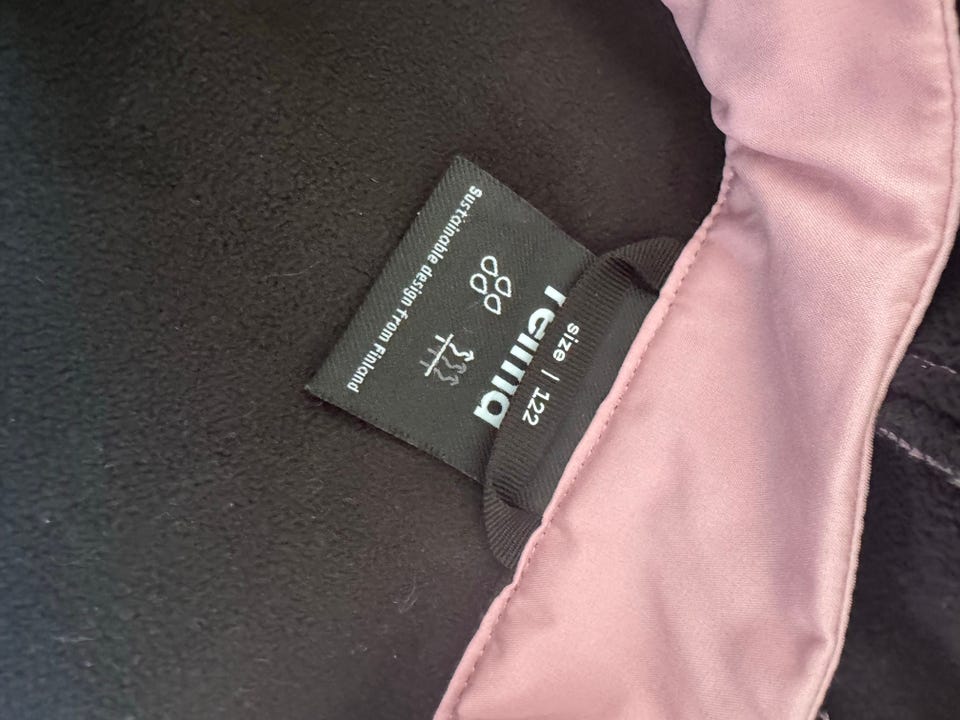 size | 122
reima
Sustainable design from Finland